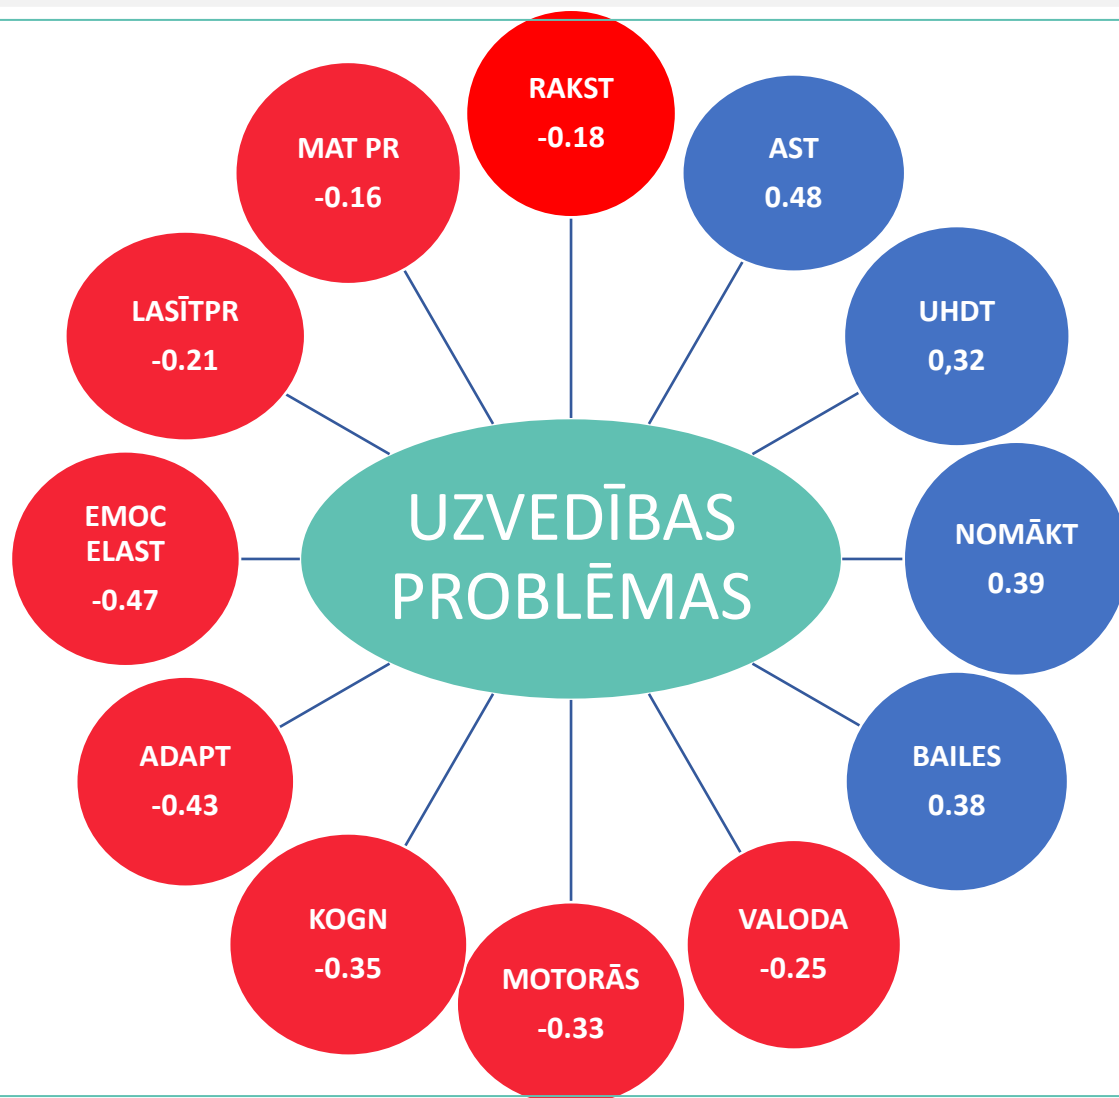 RAKST
-0.18
AST
0.48
UHDT
0,32
NOMĀKT
0.39
BAILES
0.38
VALODA
-0.25
MOTORĀS
-0.33
KOGN
-0.35
ADAPT
-0.43
EMOC
ELAST
-0.47
LASĪTPR
-0.21
MAT PR
-0.16
UZVEDĪBAS
PROBLĒMAS